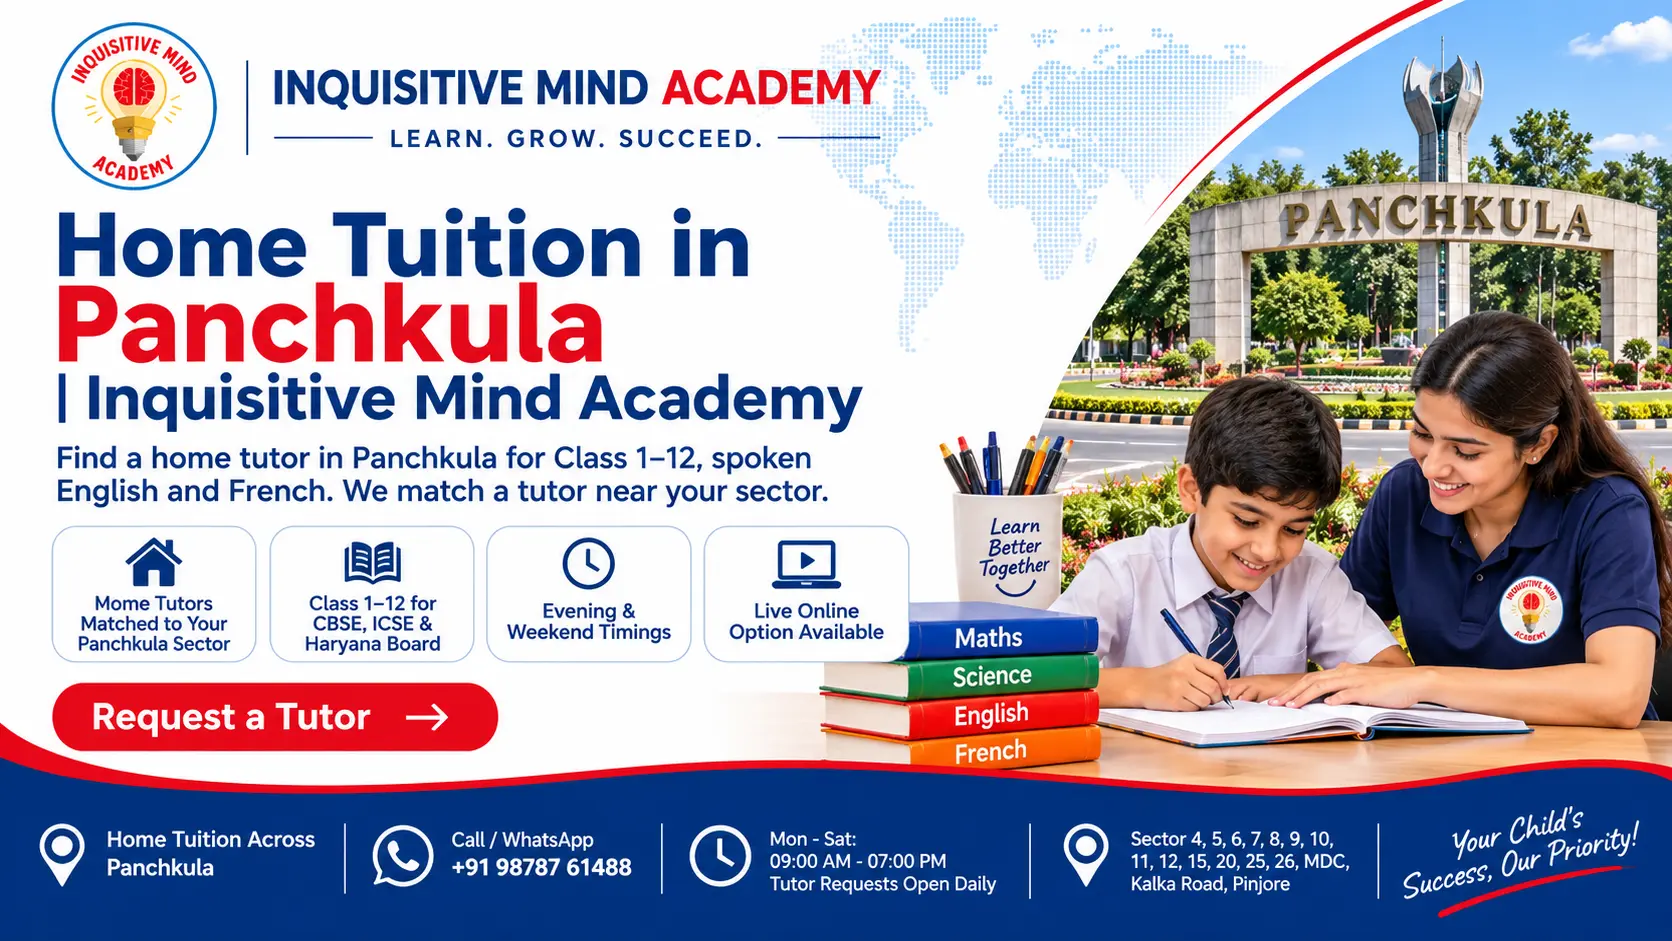 INQUISITIVE MIND
ACADEMY
INQUISITIVE MIND ACADEMY
LEARN. GROW. SUCCEED.
Home Tuition in
Panchkula
| Inquisitive Mind Academy
Find a home tutor in Panchkula for Class 1–12, spoken
English and French. We match a tutor near your sector.
Mome Tutors
Matched to Your
Panchkula Sector
Class 1–12 for
CBSE, ICSE &
Haryana Board
Evening &
Weekend Timings
Live Online
Option Available
Request a Tutor
PANCHKULA
Learn
Better
Together
Maths
Science
English
French
INQUISITIVE MIND
ACADEMY
Home Tuition Across
Panchkula
Call / WhatsApp
+91 98787 61488
Mon - Sat:
09:00 AM - 07:00 PM
Tutor Requests Open Daily
Sector 4, 5, 6, 7, 8, 9, 10,
11, 12, 15, 20, 25, 26, MDC,
Kalka Road, Pinjore
Your Child's
Success, Our Priority!